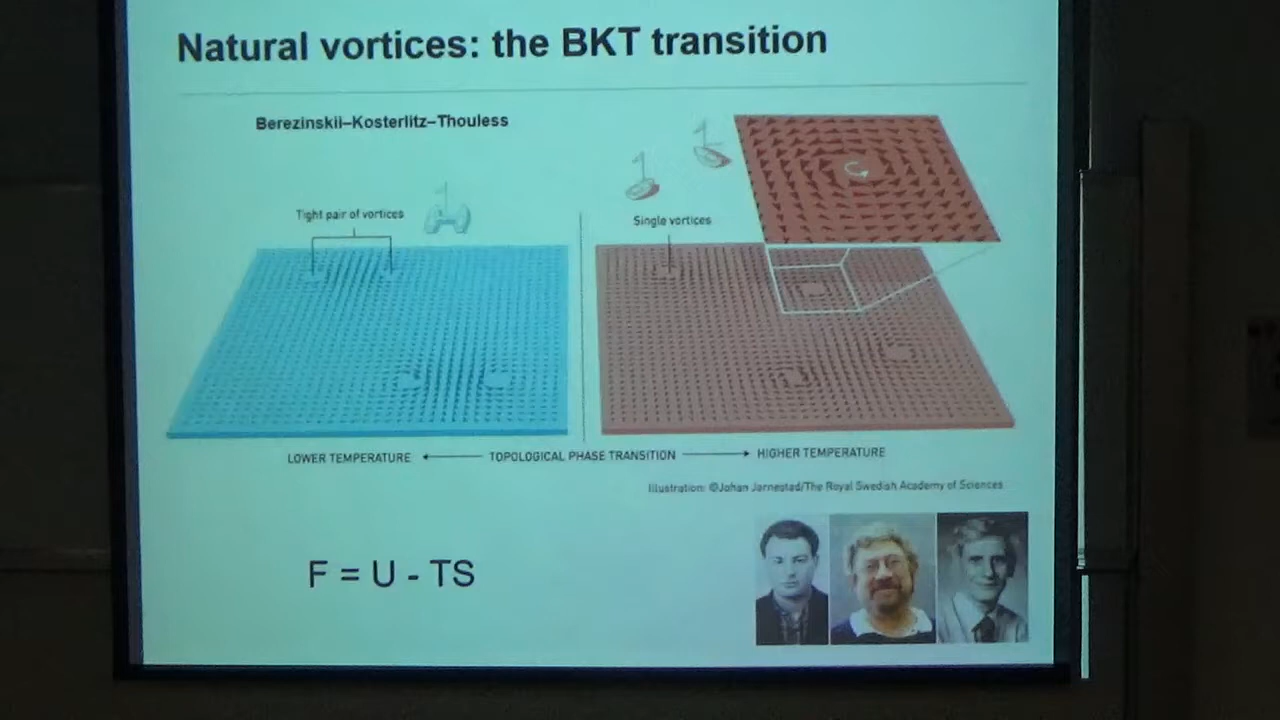 Natural vortices: the BKT transition
Berezinskii–Kosterlitz–Thouless
Tight pair of vortices
Single vortices
LOWER TEMPERATURE
TOPOLOGICAL PHASE TRANSITION
HIGHER TEMPERATURE
Illustration: ©Johan Jarnestad/The Royal Swedish Academy of Sciences
F = U - TS